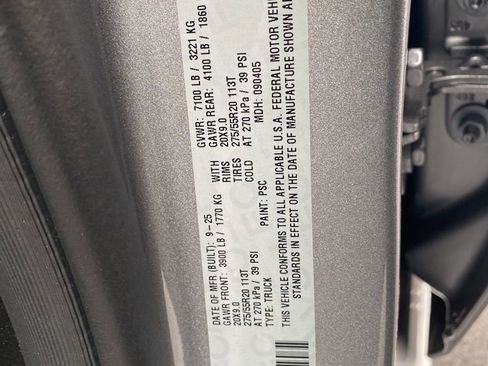 DATE OF MFR (BUILT): 9-25 GVWR: 7100 LB / 3221 KG
GAWR FRONT: 3900 LB / 1770 KG WITH GAWR REAR: 4100 LB / 1860
20X9.0 RIMS 20X9.0
275/55R20 113T TIRES 275/55R20 113T
AT 270 kPa / 39 PSI COLD AT 270 kPa / 39 PSI
TYPE: TRUCK PAINT: PSC MDH: 090405
THIS VEHICLE CONFORMS TO ALL APPLICABLE U.S.A. FEDERAL MOTOR VEHI
STANDARDS IN EFFECT ON THE DATE OF MANUFACTURE SHOWN AB